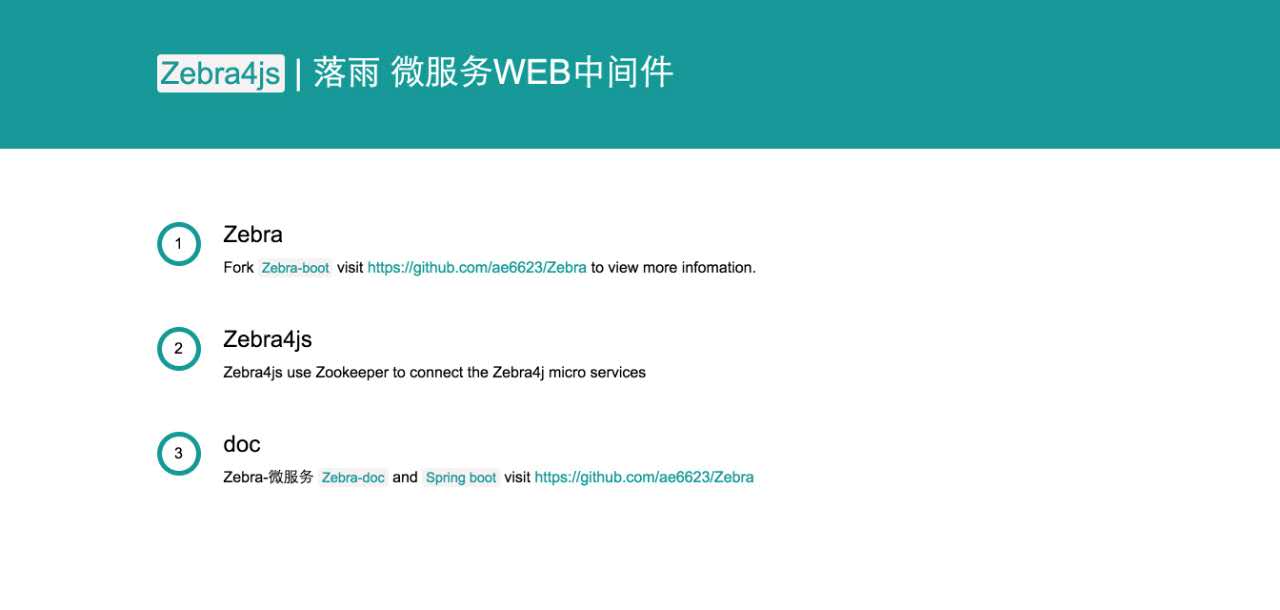 Zebra4js | 落雨 微服务WEB中间件
1
Zebra
Fork Zebra-boot visit https://github.com/ae6623/Zebra to view more infomation.
2
Zebra4js
Zebra4js use Zookeeper to connect the Zebra4j micro services
3
doc
Zebra-微服务 Zebra-doc and Spring boot visit https://github.com/ae6623/Zebra